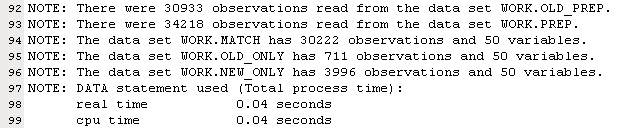 92 NOTE: There were 30933 observations read from the data set WORK.OLD_PREP.
93 NOTE: There were 34218 observations read from the data set WORK.PREP.
94 NOTE: The data set WORK.MATCH has 30222 observations and 50 variables.
95 NOTE: The data set WORK.OLD_ONLY has 711 observations and 50 variables.
96 NOTE: The data set WORK.NEW_ONLY has 3996 observations and 50 variables.
97 NOTE: DATA statement used (Total process time):
98 real time 0.04 seconds
99 cpu time 0.04 seconds